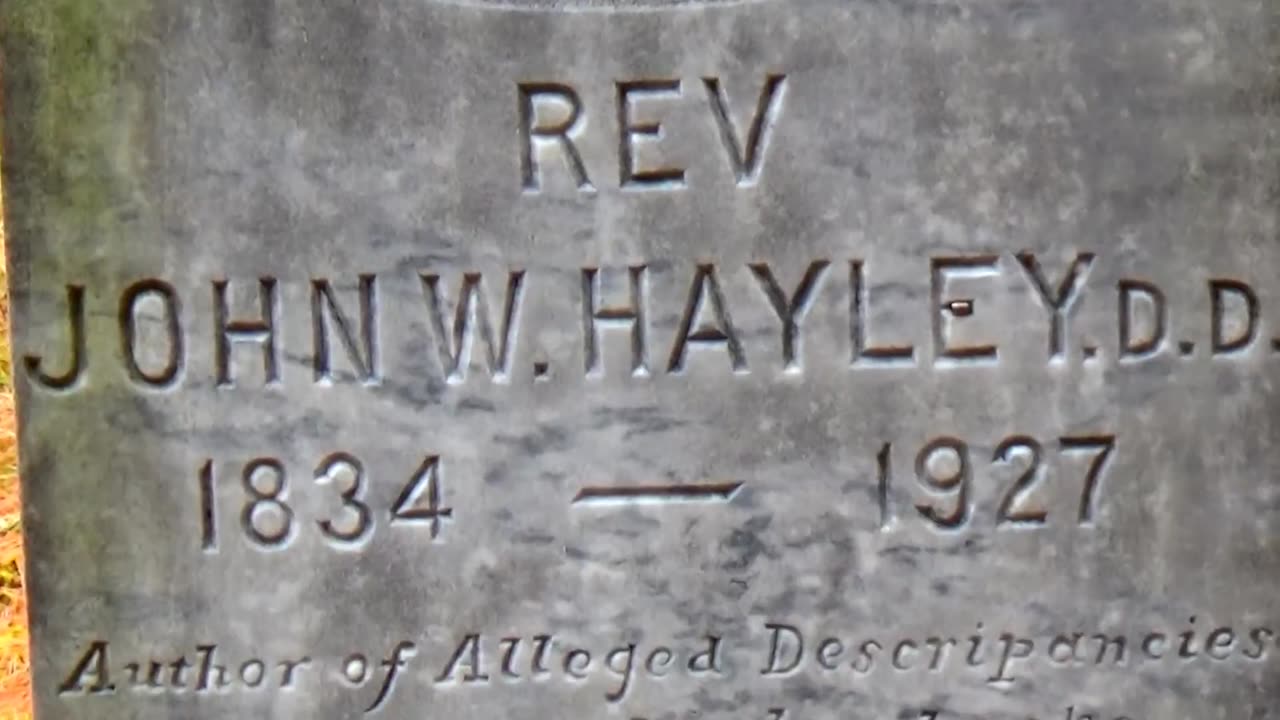 REV
JOHN W. HAYLEY. D. D.
1834 — 1927
Author of Alleged Descripancies